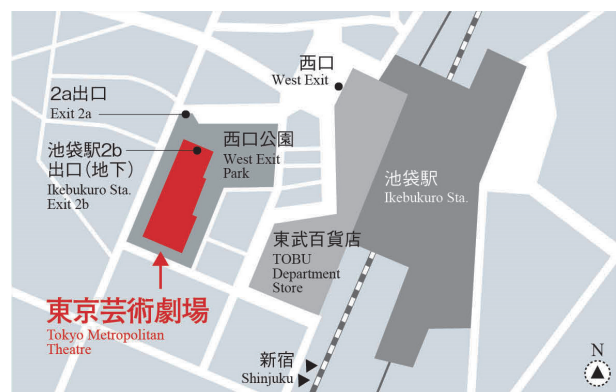 西口
West Exit
2a出口
Exit 2a
池袋駅2b
出口（地下）
Ikebukuro Sta.
Exit 2b
西口公園
West Exit
Park
池袋駅
Ikebukuro Sta.
東武百貨店
TOBU
Department
Store
東京芸術劇場
Tokyo Metropolitan
Theatre
新宿
Shinjuku
N